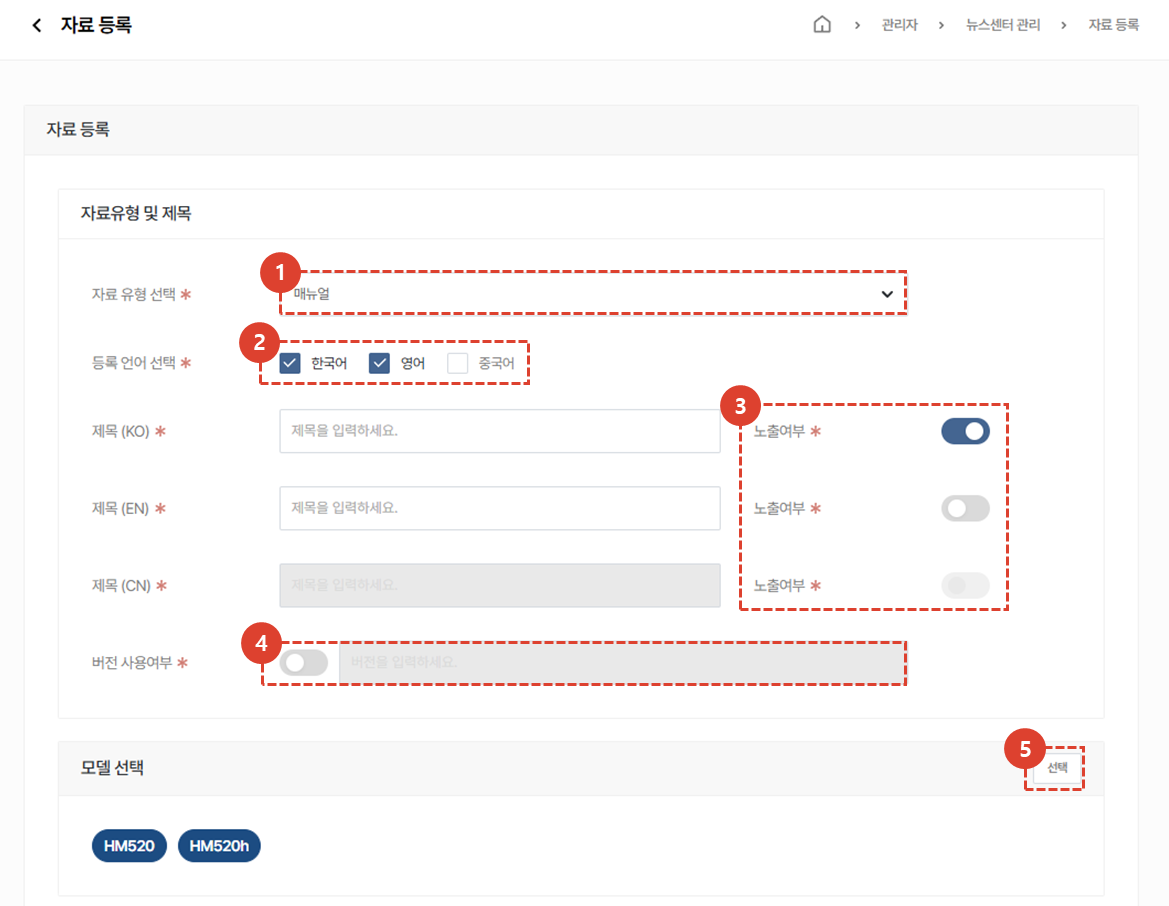 자료 등록
관리자 > 뉴스센터 관리 > 자료 등록
자료 등록
자료유형 및 제목
1
자료 유형 선택 * 매뉴얼
2
등록 언어 선택 * 한국어 영어 중국어
3
제목 (KO) * 제목을 입력하세요. 노출여부 *
제목 (EN) * 제목을 입력하세요. 노출여부 *
제목 (CN) * 제목을 입력하세요. 노출여부 *
4
버전 사용여부 * 버전을 입력하세요.
5
모델 선택 선택
HM520 HM520h